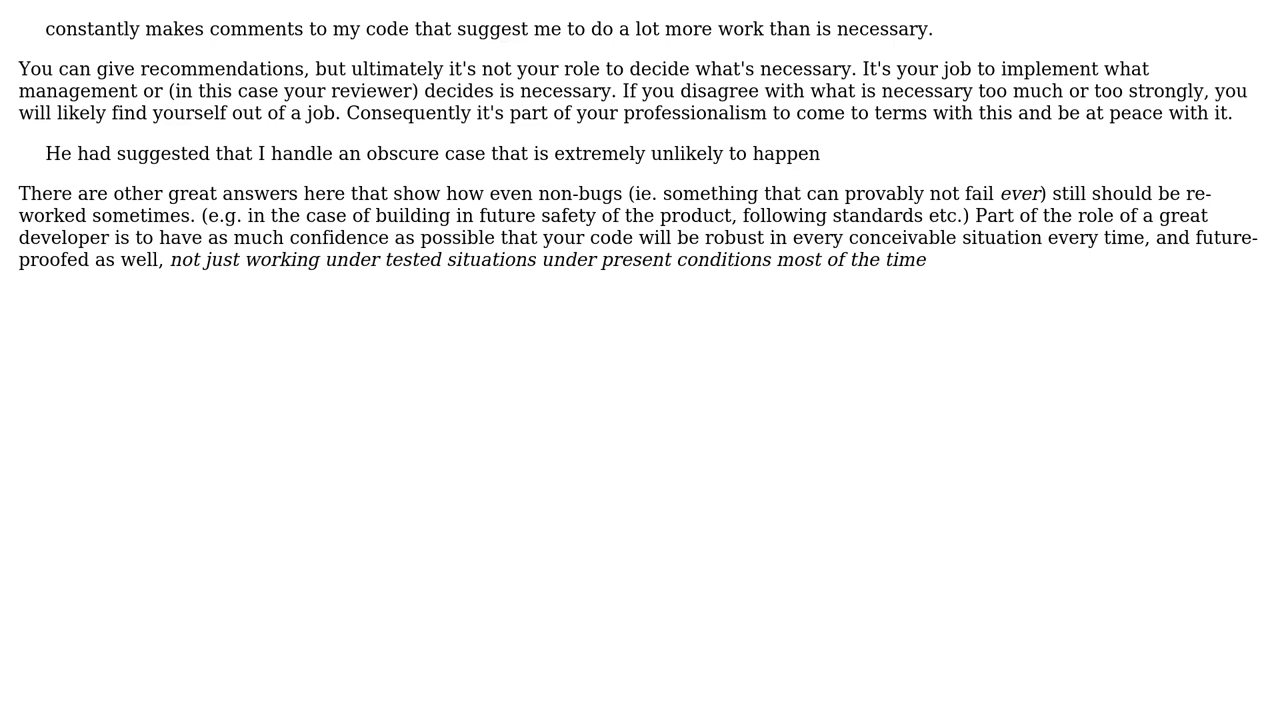 constantly makes comments to my code that suggest me to do a lot more work than is necessary.
You can give recommendations, but ultimately it's not your role to decide what's necessary. It's your job to implement what
management or (in this case your reviewer) decides is necessary. If you disagree with what is necessary too much or too strongly, you
will likely find yourself out of a job. Consequently it's part of your professionalism to come to terms with this and be at peace with it.
He had suggested that I handle an obscure case that is extremely unlikely to happen
There are other great answers here that show how even non-bugs (ie. something that can provably not fail ever) still should be re-
worked sometimes. (e.g. in the case of building in future safety of the product, following standards etc.) Part of the role of a great
developer is to have as much confidence as possible that your code will be robust in every conceivable situation every time, and future-
proofed as well, not just working under tested situations under present conditions most of the time